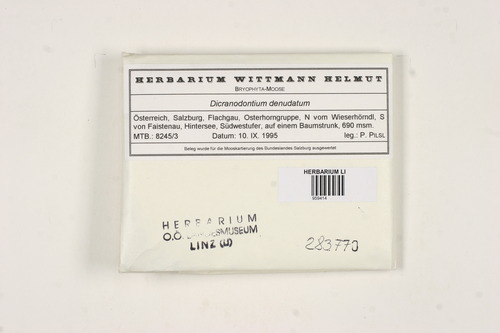 HERBARIUM WITTMANN HELMUT
BRYOPHYTA-MOOSE
Dicranodontium denudatum
Österreich, Salzburg, Flachgau, Osterhorngruppe, N vom Wieserhörndl, S
von Faistenau, Hintersee, Südwestufer, auf einem Baumstrunk, 690 msm.
MTB.: 8245/3 Datum: 10. IX. 1995 leg.: P. PILSL
Beleg wurde für die Mooskartierung des Bundeslandes Salzburg ausgewertet
HERBARIUM LI
559414
HERBARIUM
O.Ö. LANDESMUSEUM
LINZ (LI)
283770